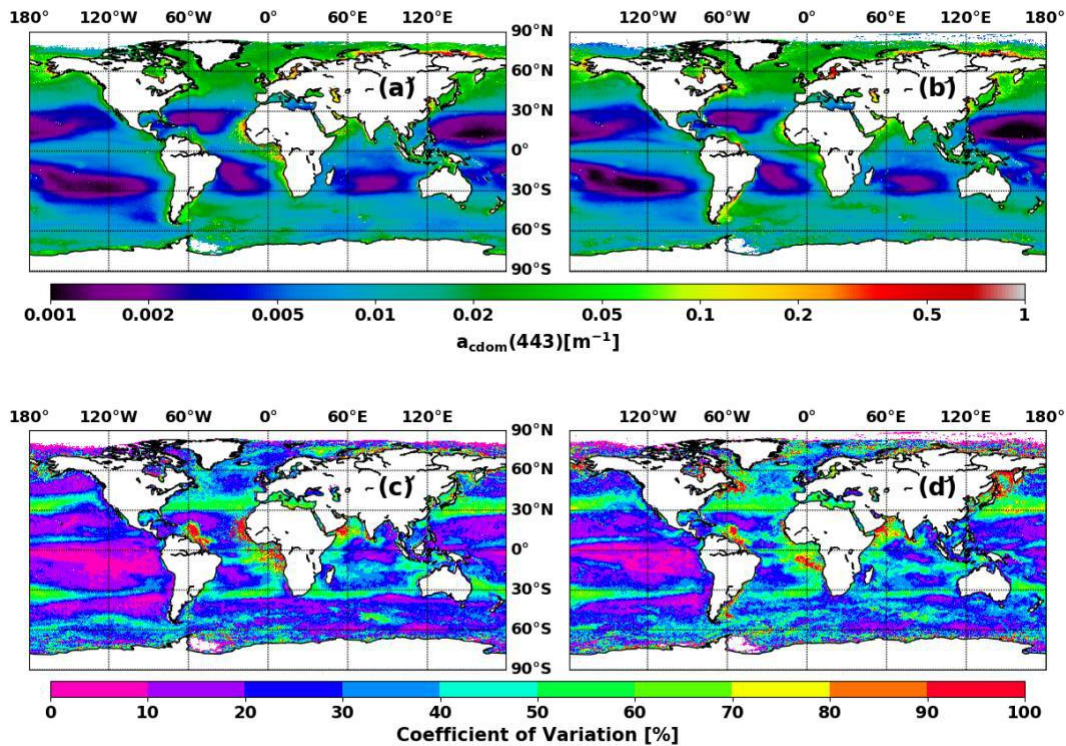 180° 120°W 60°W 0° 60°E 120°E 120°W 60°W 0° 60°E 120°E 180°
90°N
60°N
(a) (b)
30°N
0°
30°S
60°S
90°S
0.001 0.002 0.005 0.01 0.02 0.05 0.1 0.2 0.5 1
a_cdom(443)[m⁻¹]
180° 120°W 60°W 0° 60°E 120°E 120°W 60°W 0° 60°E 120°E 180°
90°N
60°N
(c) (d)
30°N
0°
30°S
60°S
90°S
0 10 20 30 40 50 60 70 80 90 100
Coefficient of Variation [%]